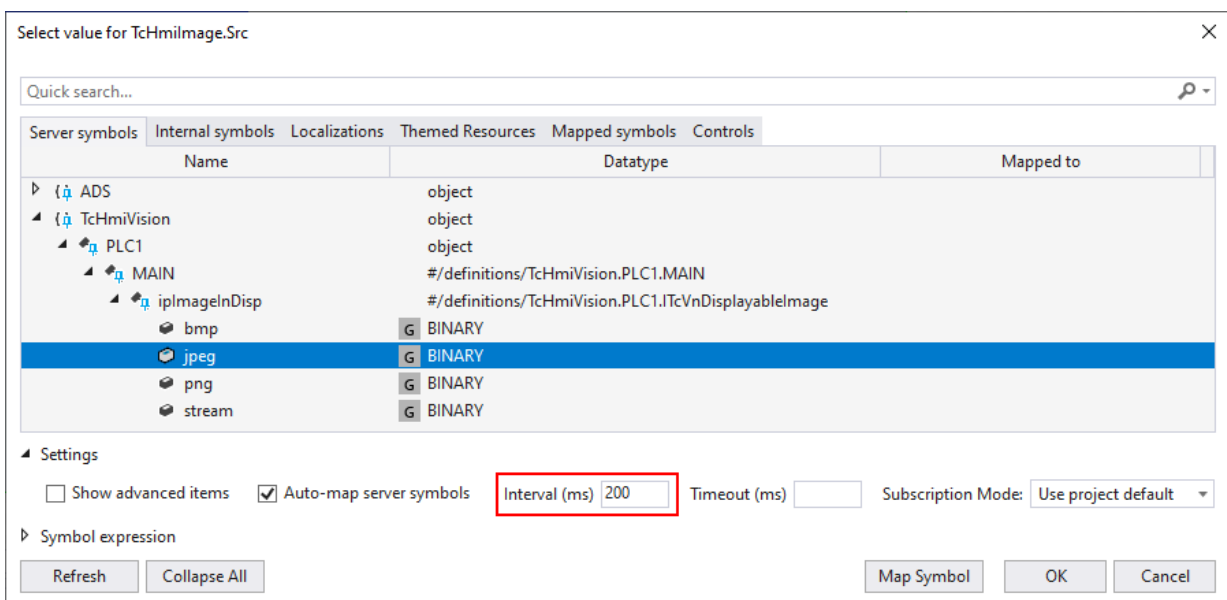 Select value for TcHmiImage.Src
Quick search...
Server symbols Internal symbols Localizations Themed Resources Mapped symbols Controls
Name Datatype Mapped to
ADS object
TcHmiVision object
PLC1 object
MAIN #/definitions/TcHmiVision.PLC1.MAIN
ipImageInDisp #/definitions/TcHmiVision.PLC1.ITcVnDisplayableImage
bmp G BINARY
jpeg G BINARY
png G BINARY
stream G BINARY
Settings
Show advanced items Auto-map server symbols Interval (ms) 200 Timeout (ms) Subscription Mode: Use project default
Symbol expression
Refresh Collapse All Map Symbol OK Cancel